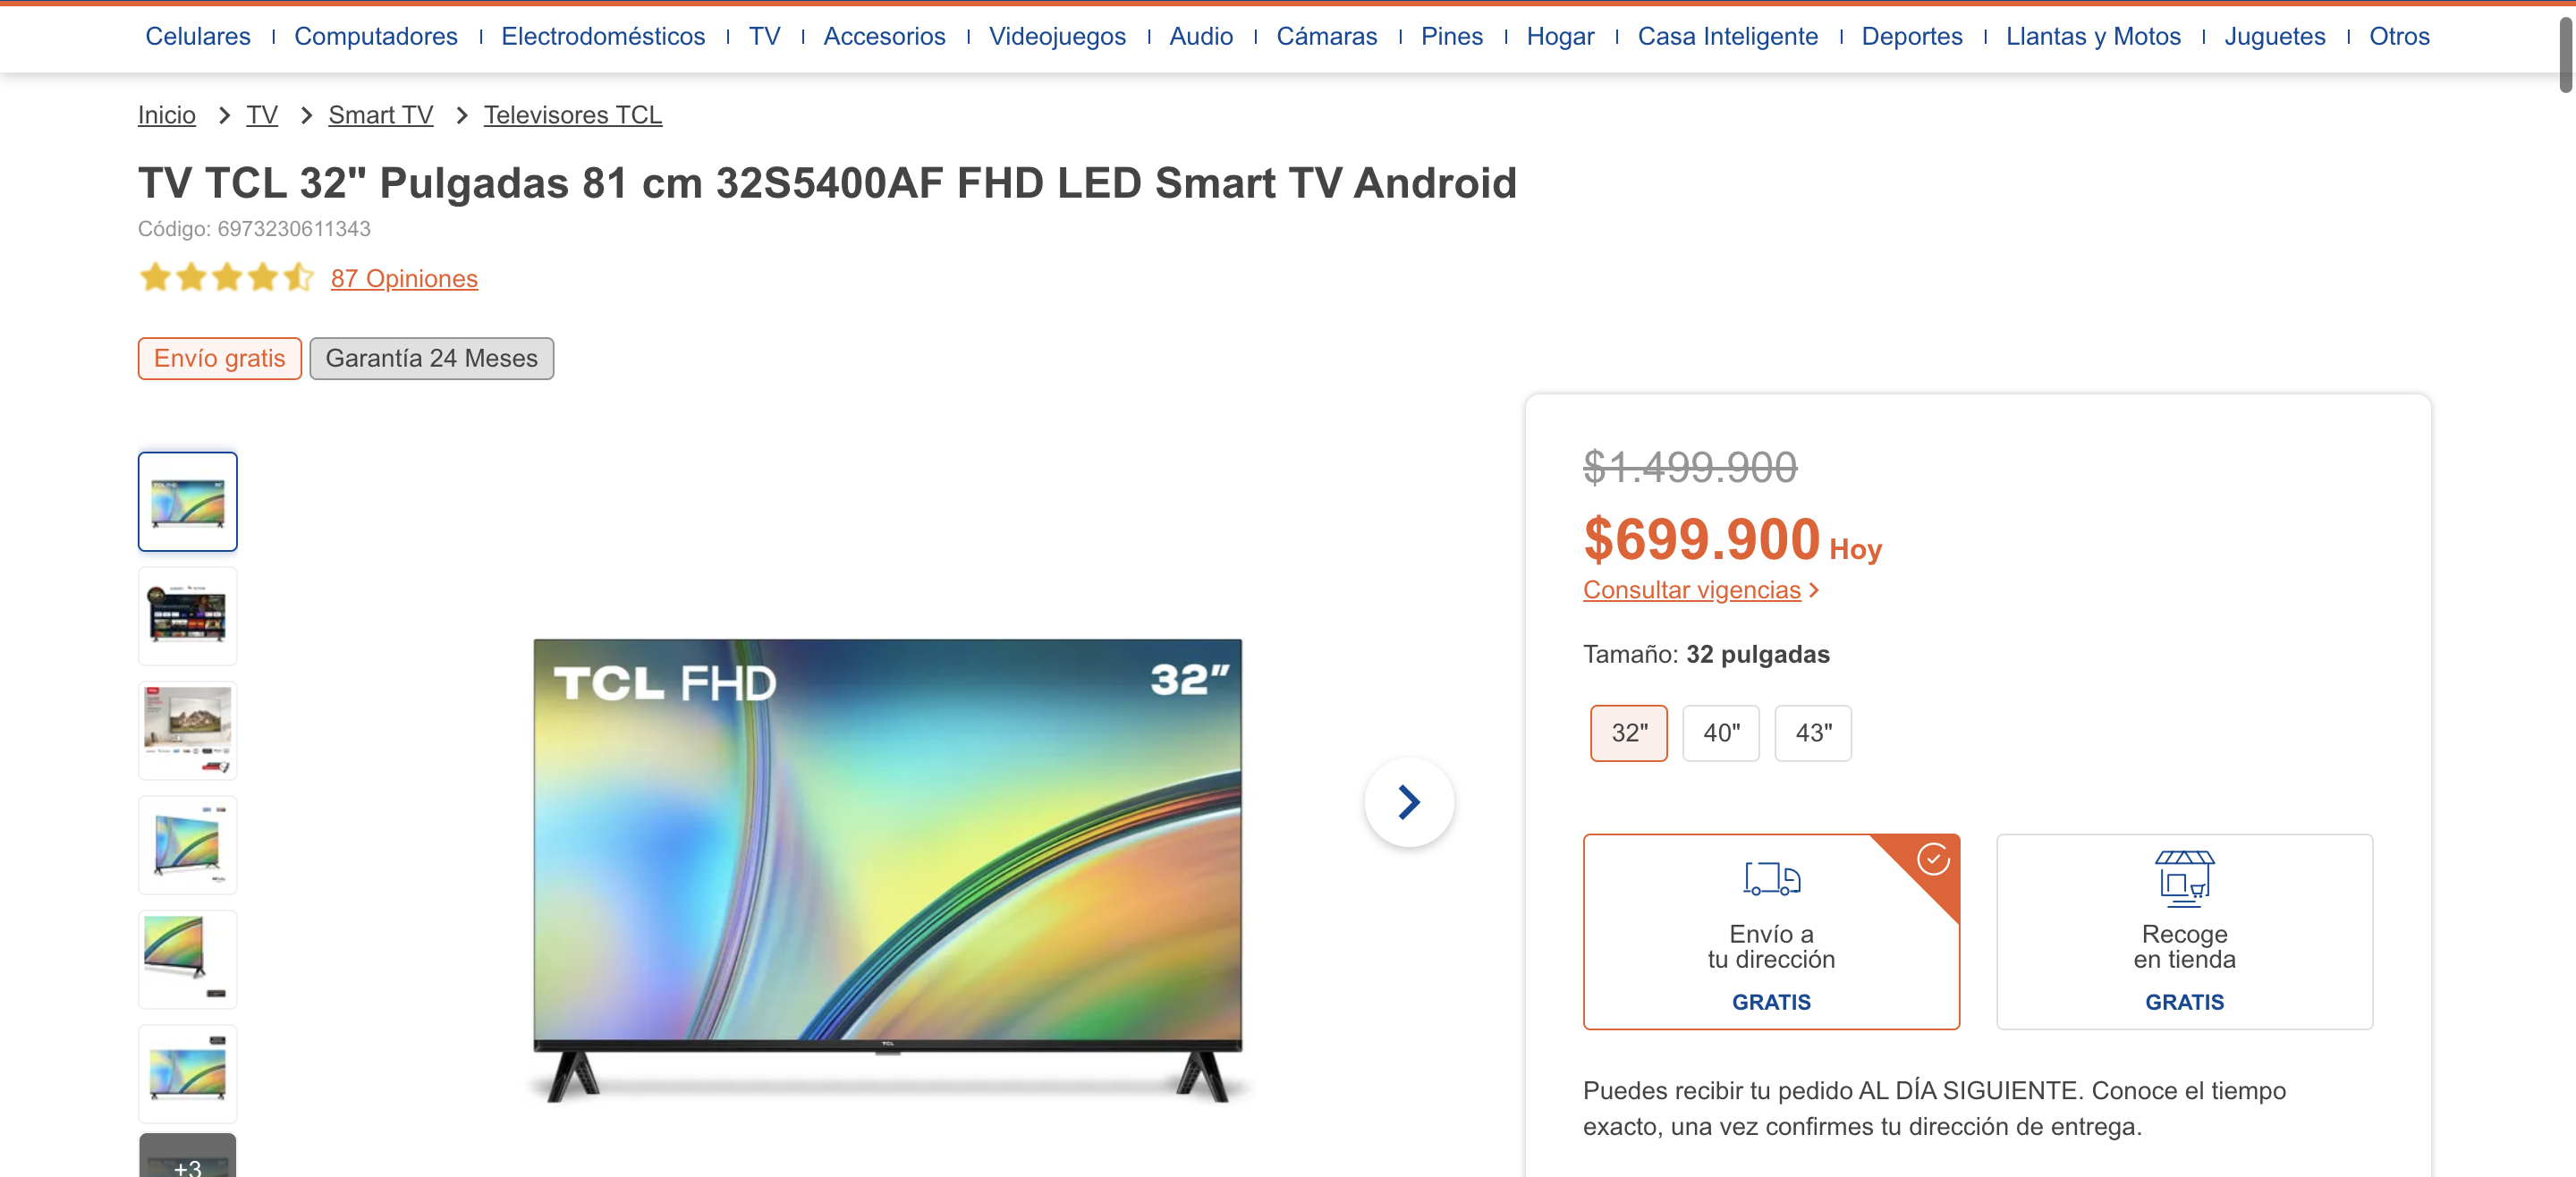 Celulares | Computadores | Electrodomésticos | TV | Accesorios | Videojuegos | Audio | Cámaras | Pines | Hogar | Casa Inteligente | Deportes | Llantas y Motos | Juguetes | Otros
Inicio > TV > Smart TV > Televisores TCL
TV TCL 32" Pulgadas 81 cm 32S5400AF FHD LED Smart TV Android
Código: 6973230611343
87 Opiniones
Envío gratis
Garantía 24 Meses
TCL FHD
32"
TCL
+3
$1.499.900
$699.900 Hoy
Consultar vigencias >
Tamaño: 32 pulgadas
32"
40"
43"
Envío a
tu dirección
GRATIS
Recoge
en tienda
GRATIS
Puedes recibir tu pedido AL DÍA SIGUIENTE. Conoce el tiempo
exacto, una vez confirmes tu dirección de entrega.